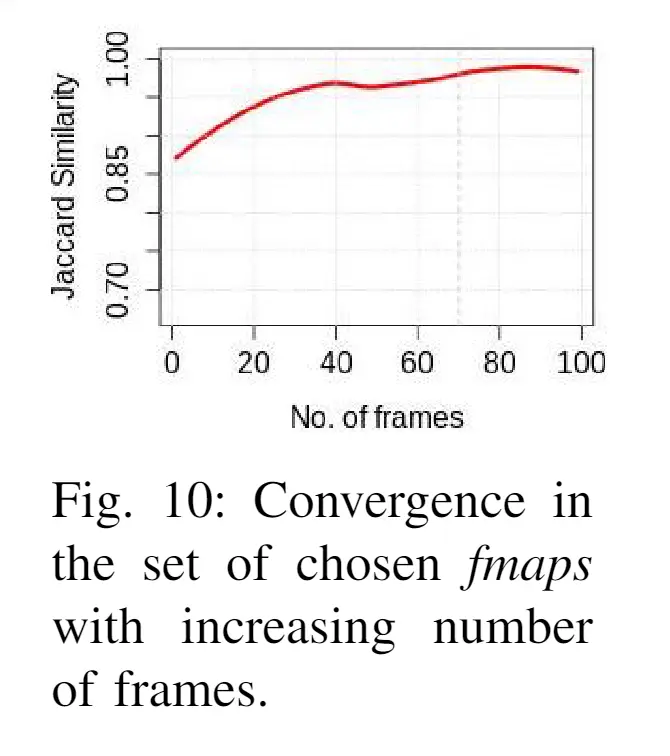 1.00
0.85
0.70
Jaccard Similarity
0 20 40 60 80 100
No. of frames
Fig. 10: Convergence in
the set of chosen fmaps
with increasing number
of frames.